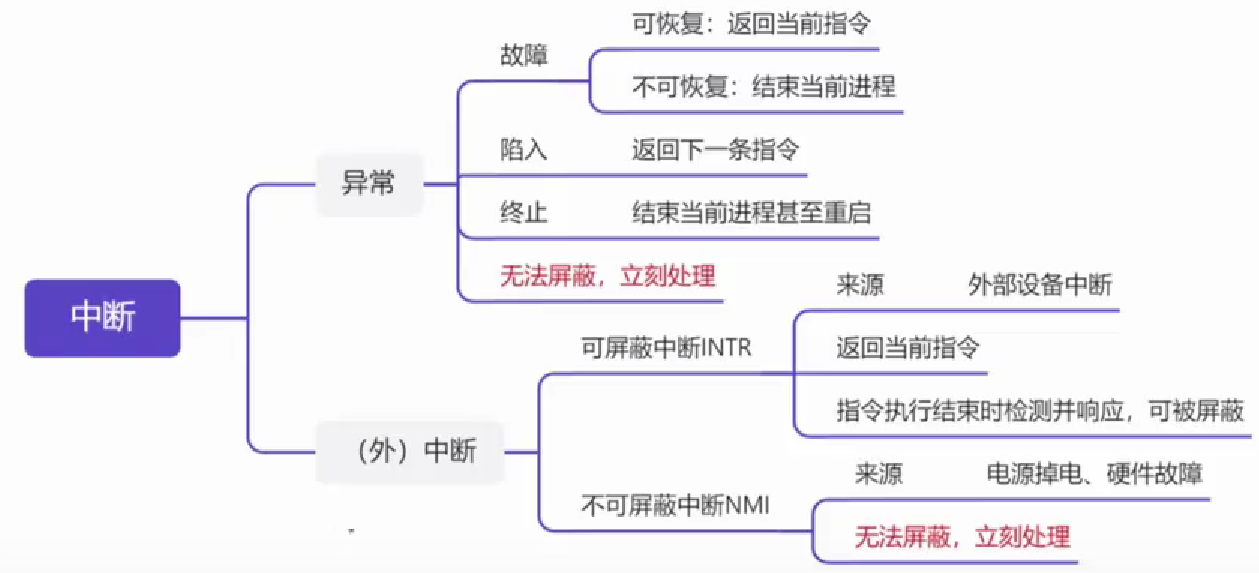 中断
异常
故障
可恢复：返回当前指令
不可恢复：结束当前进程
陷入 返回下一条指令
终止 结束当前进程甚至重启
无法屏蔽，立刻处理
（外）中断
可屏蔽中断INTR
来源 外部设备中断
返回当前指令
指令执行结束时检测并响应，可被屏蔽
不可屏蔽中断NMI
来源 电源掉电、硬件故障
无法屏蔽，立刻处理